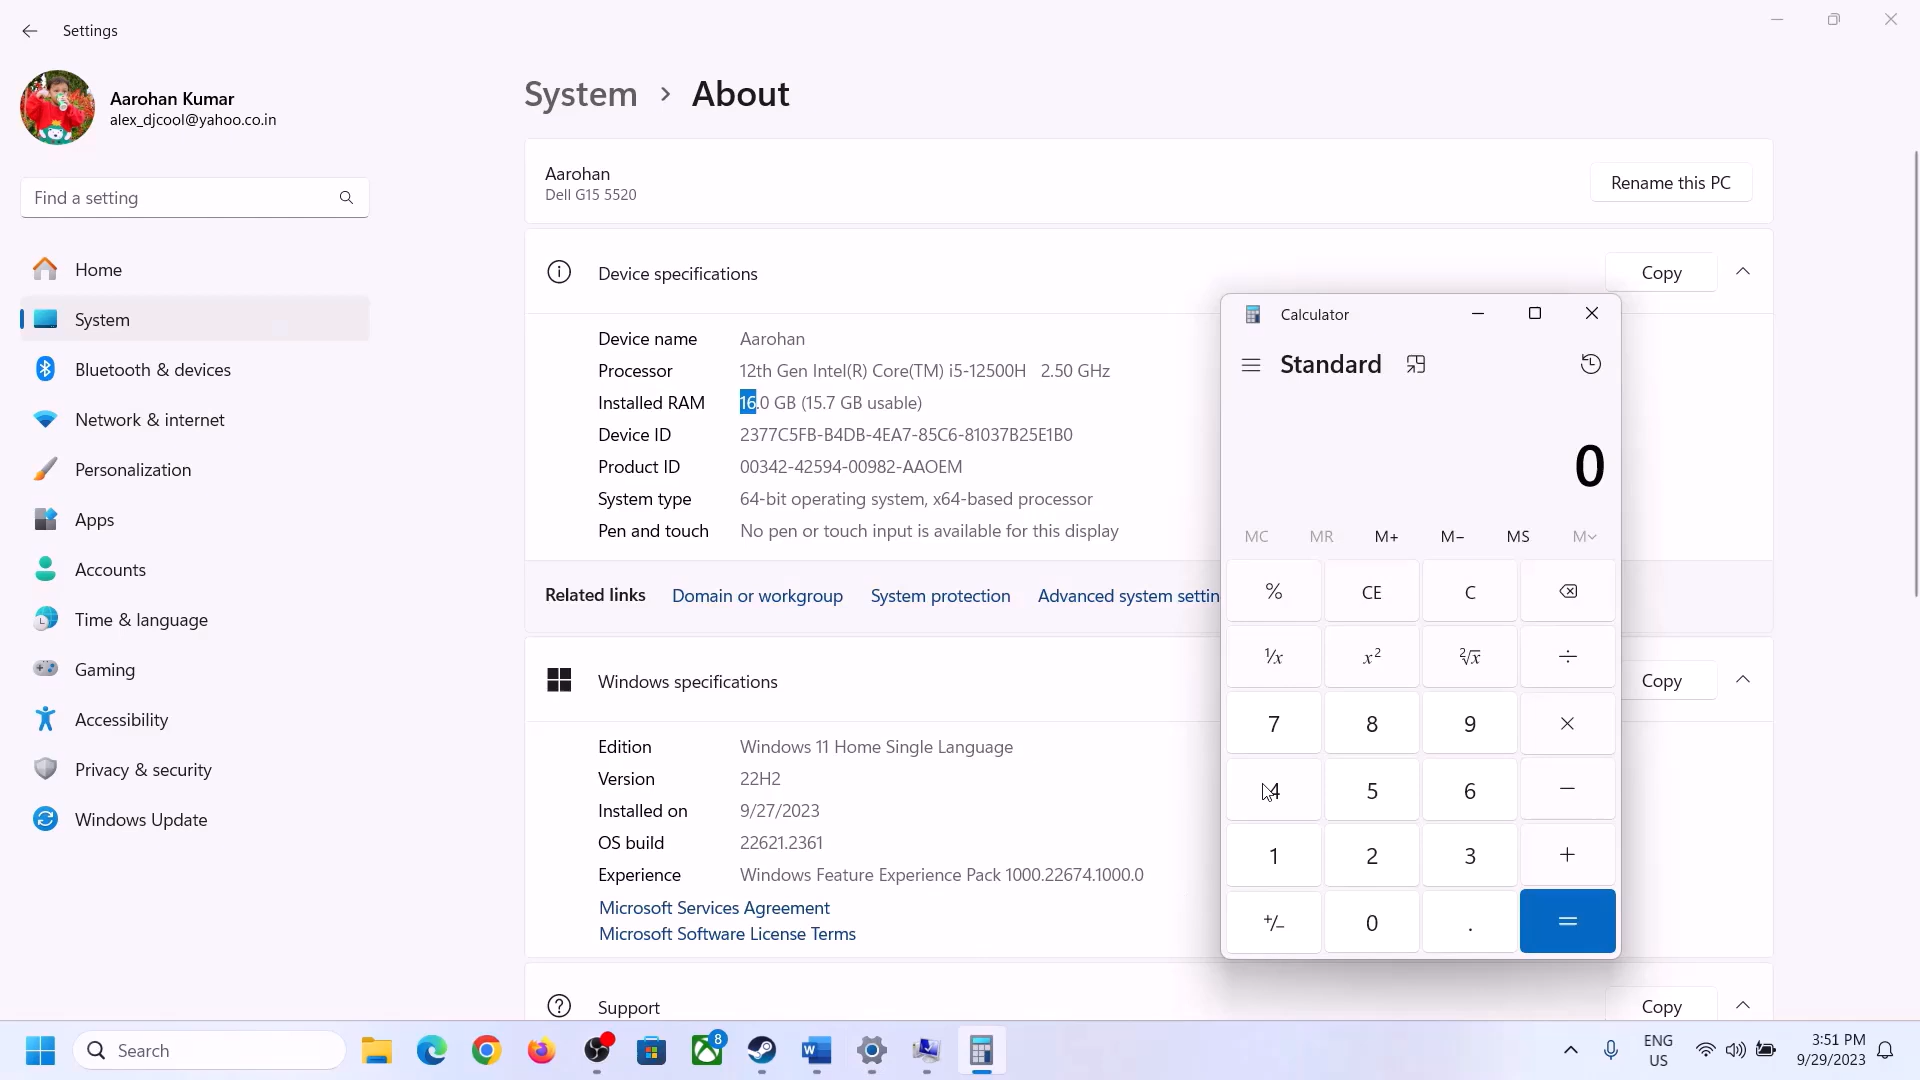 Settings
Aarohan Kumar
alex_djcool@yahoo.co.in
Find a setting
Home
System
Bluetooth & devices
Network & internet
Personalization
Apps
Accounts
Time & language
Gaming
Accessibility
Privacy & security
Windows Update
System > About
Aarohan
Dell G15 5520
Rename this PC
Device specifications
Copy
Device name Aarohan
Processor 12th Gen Intel(R) Core(TM) i5-12500H 2.50 GHz
Installed RAM 16.0 GB (15.7 GB usable)
Device ID 2377C5FB-B4DB-4EA7-85C6-81037B25E1B0
Product ID 00342-42594-00982-AAOEM
System type 64-bit operating system, x64-based processor
Pen and touch No pen or touch input is available for this display
Related links Domain or workgroup System protection Advanced system settin
Windows specifications
Copy
Edition Windows 11 Home Single Language
Version 22H2
Installed on 9/27/2023
OS build 22621.2361
Experience Windows Feature Experience Pack 1000.22674.1000.0
Microsoft Services Agreement
Microsoft Software License Terms
Support
Copy
Calculator
Standard
0
MC MR M+ M− MS M˅
% CE C
¹/x x² ²√x ÷
7 8 9 ×
4 5 6 −
1 2 3 +
+/− 0 . =
Search
8
ENG
US
3:51 PM
9/29/2023